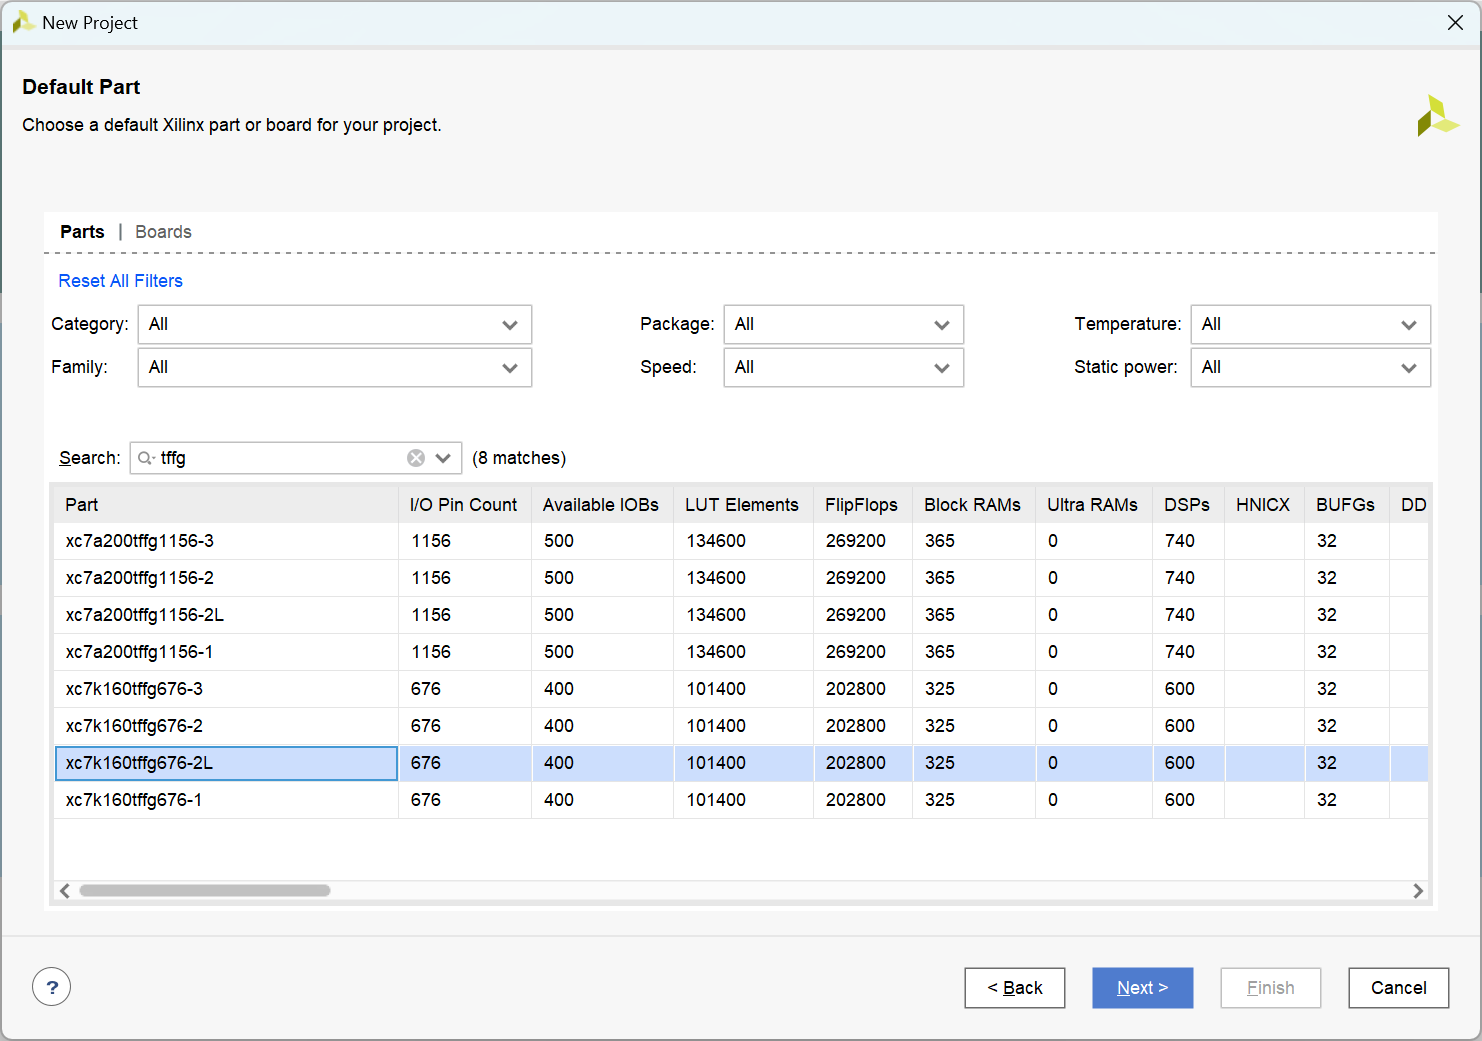 New Project
Default Part
Choose a default Xilinx part or board for your project.
Parts | Boards
Reset All Filters
Category: All Package: All Temperature: All
Family: All Speed: All Static power: All
Search: tffg (8 matches)
Part I/O Pin Count Available IOBs LUT Elements FlipFlops Block RAMs Ultra RAMs DSPs HNICX BUFGs DD
xc7a200tffg1156-3 1156 500 134600 269200 365 0 740 32
xc7a200tffg1156-2 1156 500 134600 269200 365 0 740 32
xc7a200tffg1156-2L 1156 500 134600 269200 365 0 740 32
xc7a200tffg1156-1 1156 500 134600 269200 365 0 740 32
xc7k160tffg676-3 676 400 101400 202800 325 0 600 32
xc7k160tffg676-2 676 400 101400 202800 325 0 600 32
xc7k160tffg676-2L 676 400 101400 202800 325 0 600 32
xc7k160tffg676-1 676 400 101400 202800 325 0 600 32
? < Back Next > Finish Cancel